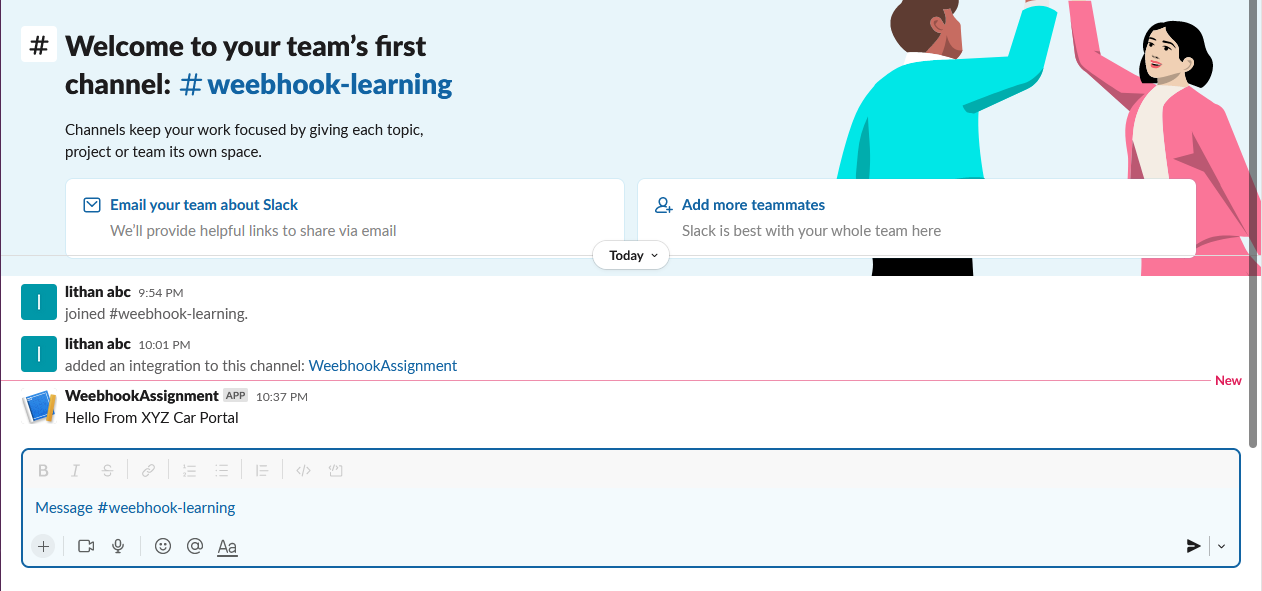 # Welcome to your team’s first
channel: # weebhook-learning
Channels keep your work focused by giving each topic,
project or team its own space.
Email your team about Slack
We’ll provide helpful links to share via email
Add more teammates
Slack is best with your whole team here
Today
l lithan abc 9:54 PM
joined #weebhook-learning.
l lithan abc 10:01 PM
added an integration to this channel: WeebhookAssignment
New
WeebhookAssignment APP 10:37 PM
Hello From XYZ Car Portal
B I S
Message #weebhook-learning
+ @ Aa